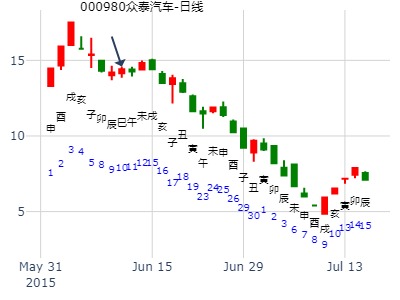 000980众泰汽车-日线
15
10
5
申 酉 戌 亥 子 卯 辰 巳 午 未 戌 亥 子 丑 寅 午 未 申 酉 子 丑 寅 卯 辰 未 申 酉 戌 亥 寅 卯 辰
1 2 3 4 5 8 9 10 11 12 15 16 17 18 19 23 24 25 26 29 30 1 2 3 6 7 8 9 10 13 14 15
May 31 Jun 15 Jun 29 Jul 13
2015